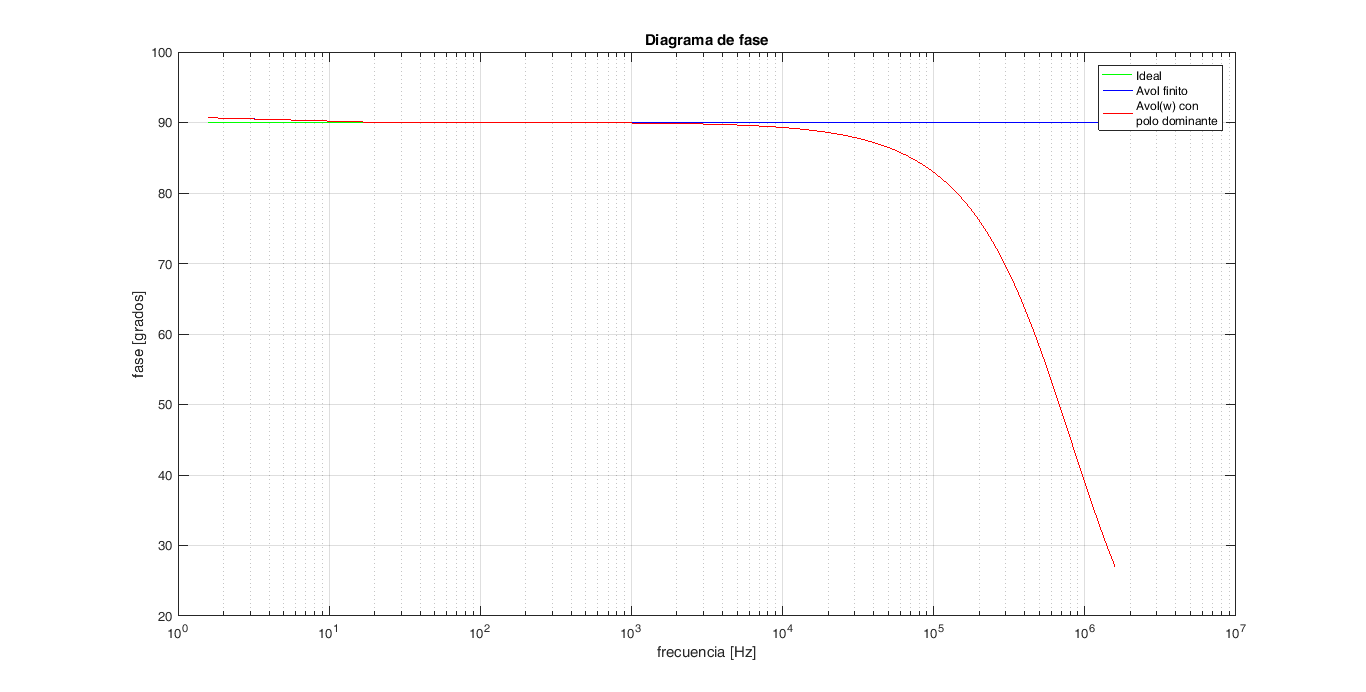 Diagrama de fase
100
90
80
70
60
50
40
30
20
fase [grados]
10^0
10^1
10^2
10^3
10^4
10^5
10^6
10^7
frecuencia [Hz]
Ideal
Avol finito
Avol(w) con
polo dominante